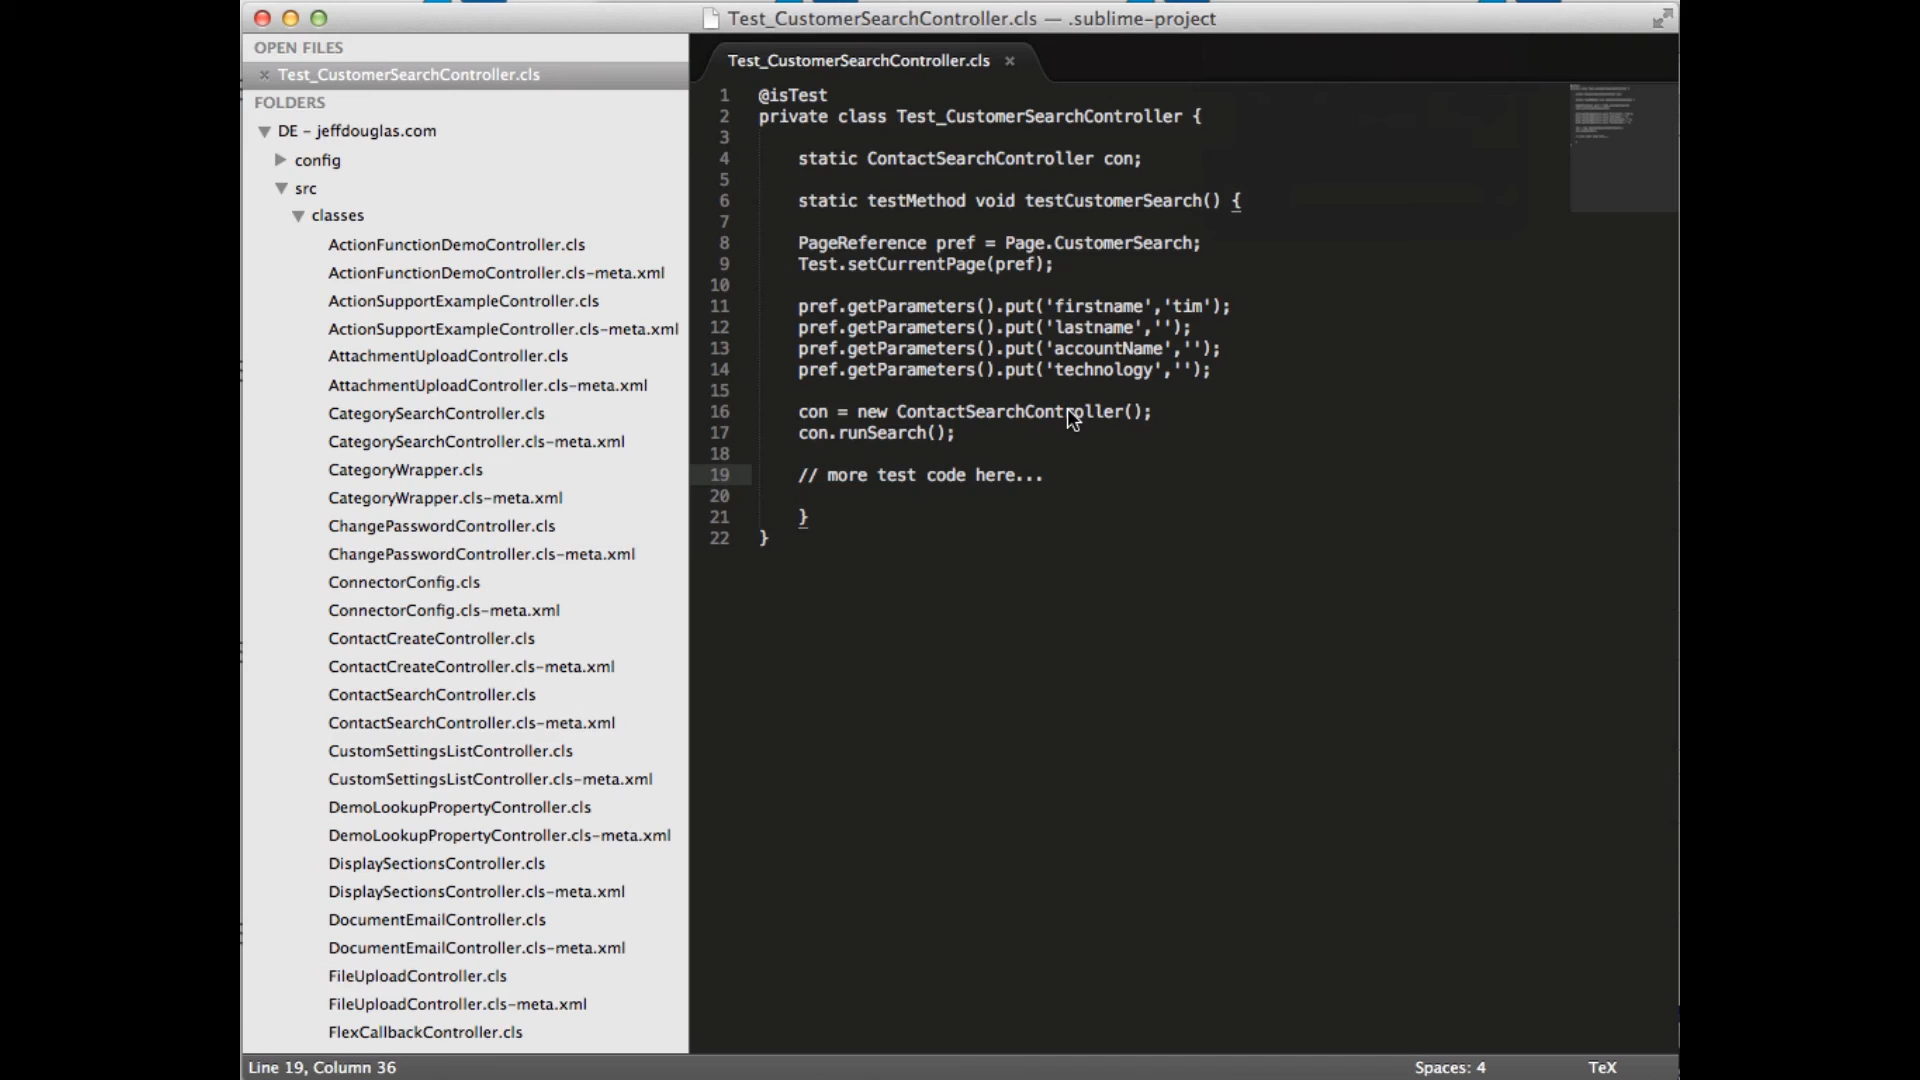 Test_CustomerSearchController.cls — .sublime-project
OPEN FILES
× Test_CustomerSearchController.cls
FOLDERS
DE - jeffdouglas.com
config
src
classes
ActionFunctionDemoController.cls
ActionFunctionDemoController.cls-meta.xml
ActionSupportExampleController.cls
ActionSupportExampleController.cls-meta.xml
AttachmentUploadController.cls
AttachmentUploadController.cls-meta.xml
CategorySearchController.cls
CategorySearchController.cls-meta.xml
CategoryWrapper.cls
CategoryWrapper.cls-meta.xml
ChangePasswordController.cls
ChangePasswordController.cls-meta.xml
ConnectorConfig.cls
ConnectorConfig.cls-meta.xml
ContactCreateController.cls
ContactCreateController.cls-meta.xml
ContactSearchController.cls
ContactSearchController.cls-meta.xml
CustomSettingsListController.cls
CustomSettingsListController.cls-meta.xml
DemoLookupPropertyController.cls
DemoLookupPropertyController.cls-meta.xml
DisplaySectionsController.cls
DisplaySectionsController.cls-meta.xml
DocumentEmailController.cls
DocumentEmailController.cls-meta.xml
FileUploadController.cls
FileUploadController.cls-meta.xml
FlexCallbackController.cls
Test_CustomerSearchController.cls ×
1 @isTest
2 private class Test_CustomerSearchController {
3
4 static ContactSearchController con;
5
6 static testMethod void testCustomerSearch() {
7
8 PageReference pref = Page.CustomerSearch;
9 Test.setCurrentPage(pref);
10
11 pref.getParameters().put('firstname','tim');
12 pref.getParameters().put('lastname','');
13 pref.getParameters().put('accountName','');
14 pref.getParameters().put('technology','');
15
16 con = new ContactSearchController();
17 con.runSearch();
18
19 // more test code here...
20
21 }
22 }
Line 19, Column 36
Spaces: 4
TeX